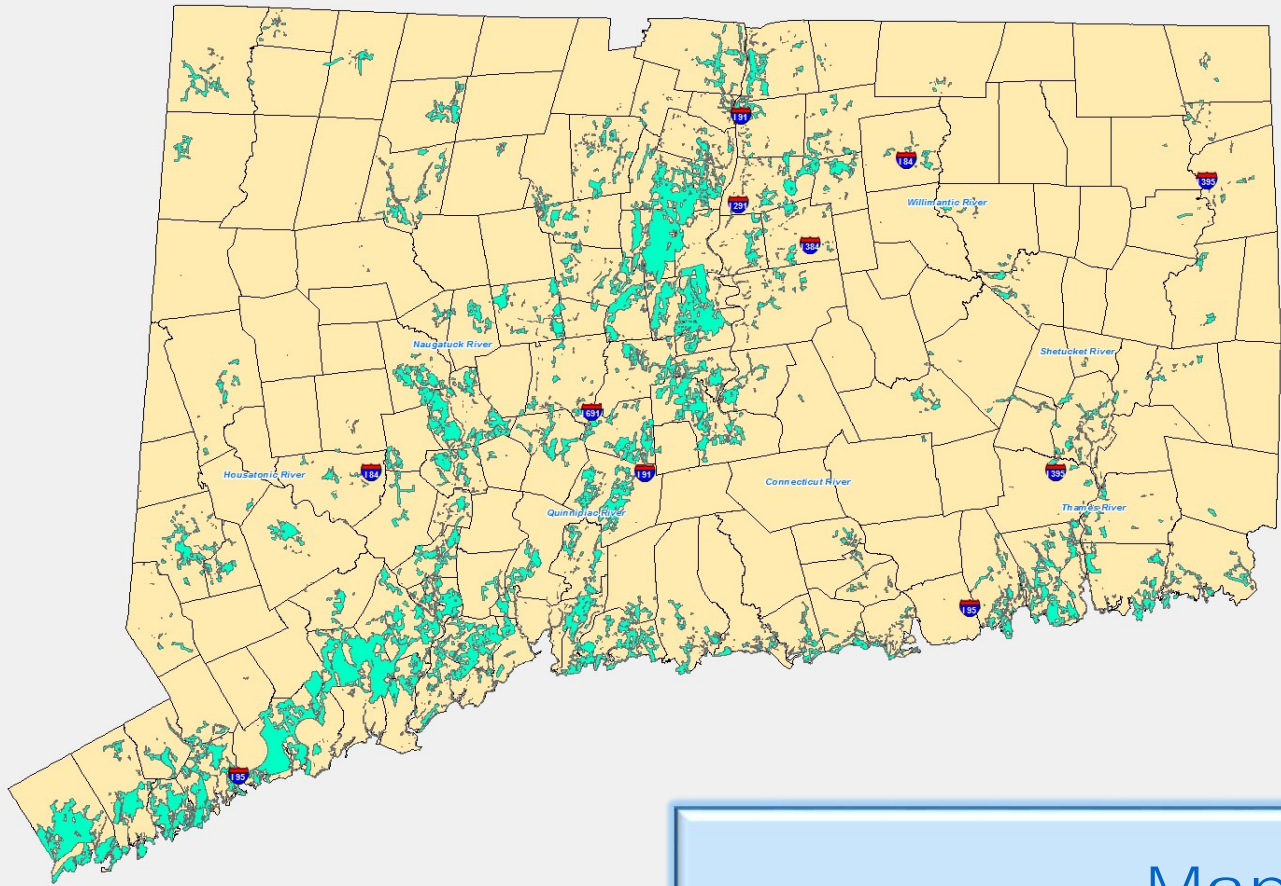 I 91
I 84
I 395
I 291
Willimantic River
I 384
Naugatuck River
Shetucket River
I 691
Housatonic River
I 84
I 91
Connecticut River
I 395
Quinnipiac River
Thames River
I 95
I 95